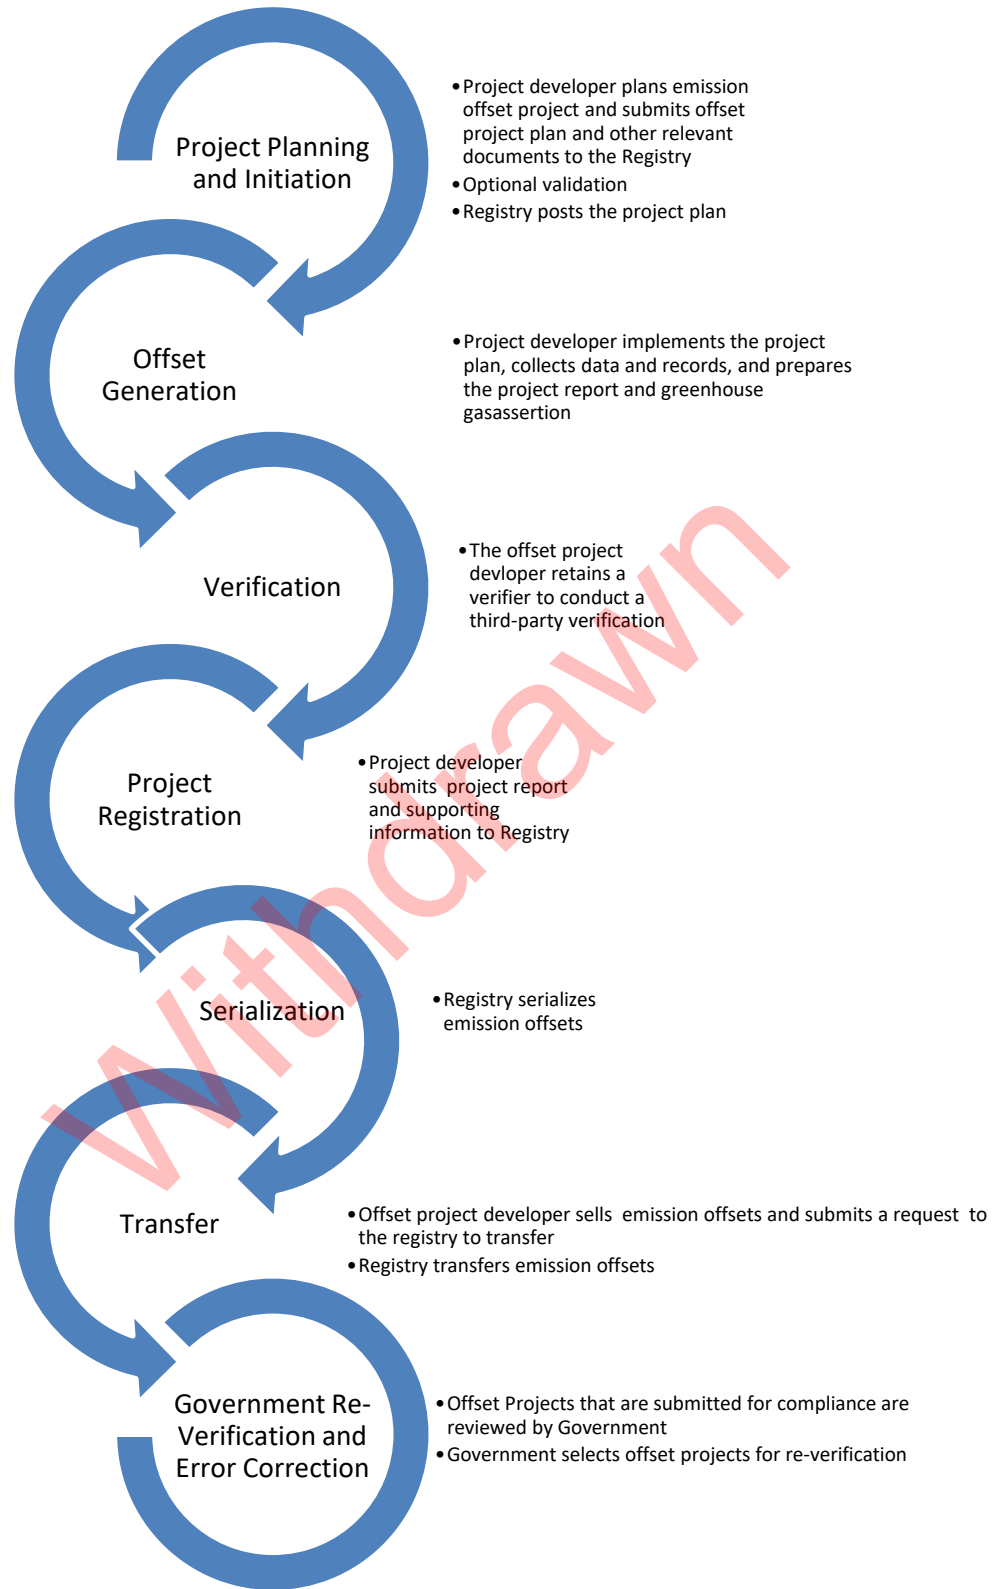 Project Planning
and Initiation
•Project developer plans emission
offset project and submits offset
project plan and other relevant
documents to the Registry
•Optional validation
•Registry posts the project plan
Offset
Generation
•Project developer implements the project
plan, collects data and records, and prepares
the project report and greenhouse
gasassertion
Verification
•The offset project
devloper retains a
verifier to conduct a
third-party verification
Project
Registration
•Project developer
submits project report
and supporting
information to Registry
Serialization
•Registry serializes
emission offsets
Transfer
•Offset project developer sells emission offsets and submits a request to
the registry to transfer
•Registry transfers emission offsets
Government Re-
Verification and
Error Correction
•Offset Projects that are submitted for compliance are
reviewed by Government
•Government selects offset projects for re-verification
Withdrawn